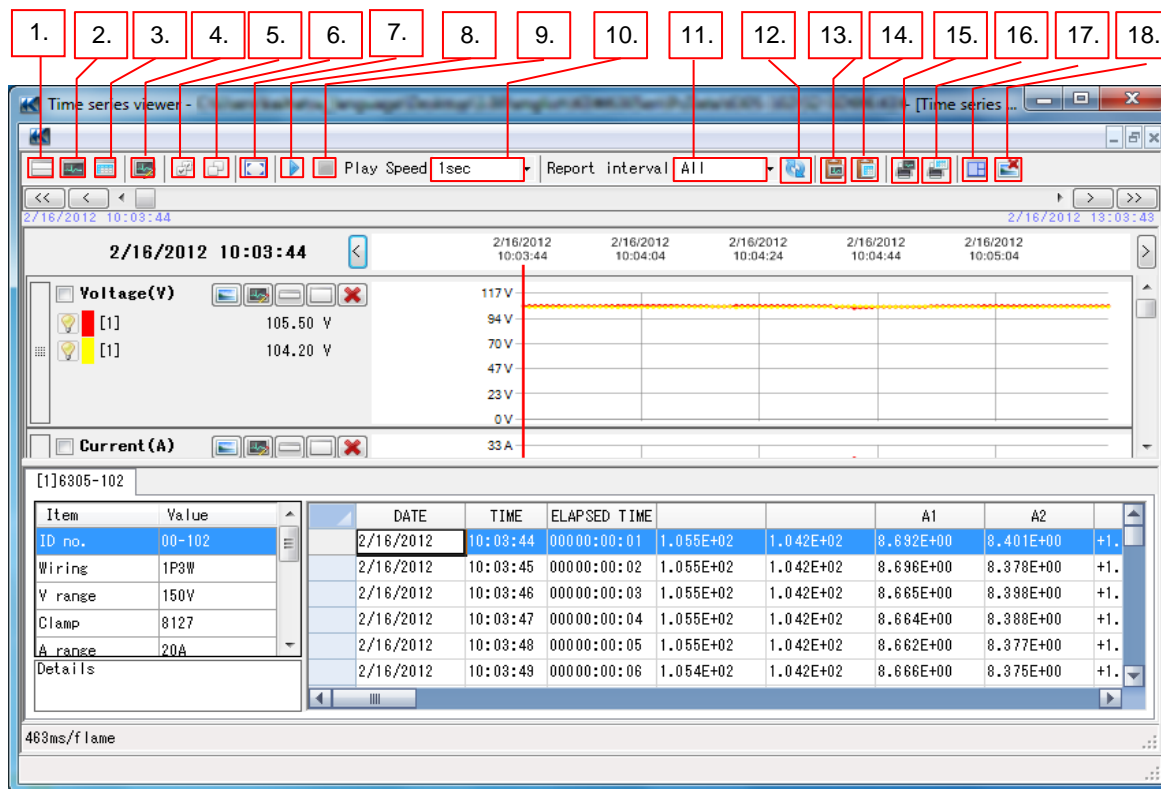 1. 2. 3. 4. 5. 6. 7. 8. 9. 10. 11. 12. 13. 14. 15. 16. 17. 18.
Time series viewer - - [Time series ...
Play Speed 1sec Report interval All
<< < > >>
2/16/2012 10:03:44 2/16/2012 13:03:43
2/16/2012 10:03:44 <
2/16/2012 2/16/2012 2/16/2012 2/16/2012 2/16/2012 >
10:03:44 10:04:04 10:04:24 10:04:44 10:05:04
Voltage(V) 117 V
[1] 105.50 V 94 V
[1] 104.20 V 70 V
47 V
23 V
0 V
Current(A) 33 A
[1]6305-102
Item Value DATE TIME ELAPSED TIME A1 A2
ID no. 00-102 2/16/2012 10:03:44 00000:00:01 1.055E+02 1.042E+02 8.692E+00 8.401E+00 +1.
Wiring 1P3W 2/16/2012 10:03:45 00000:00:02 1.055E+02 1.042E+02 8.696E+00 8.378E+00 +1.
V range 150V 2/16/2012 10:03:46 00000:00:03 1.055E+02 1.042E+02 8.665E+00 8.398E+00 +1.
Clamp 8127 2/16/2012 10:03:47 00000:00:04 1.055E+02 1.042E+02 8.664E+00 8.388E+00 +1.
A range 20A 2/16/2012 10:03:48 00000:00:05 1.055E+02 1.042E+02 8.662E+00 8.377E+00 +1.
Details 2/16/2012 10:03:49 00000:00:06 1.054E+02 1.042E+02 8.666E+00 8.375E+00 +1.
463ms/flame